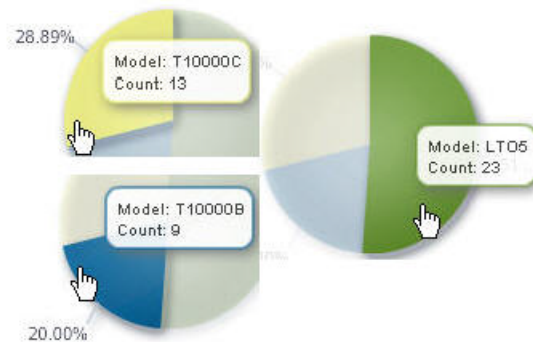 28.89%
Model: T10000C
Count: 13
Model: T10000B
Count: 9
20.00%
Model: LTO5
Count: 23